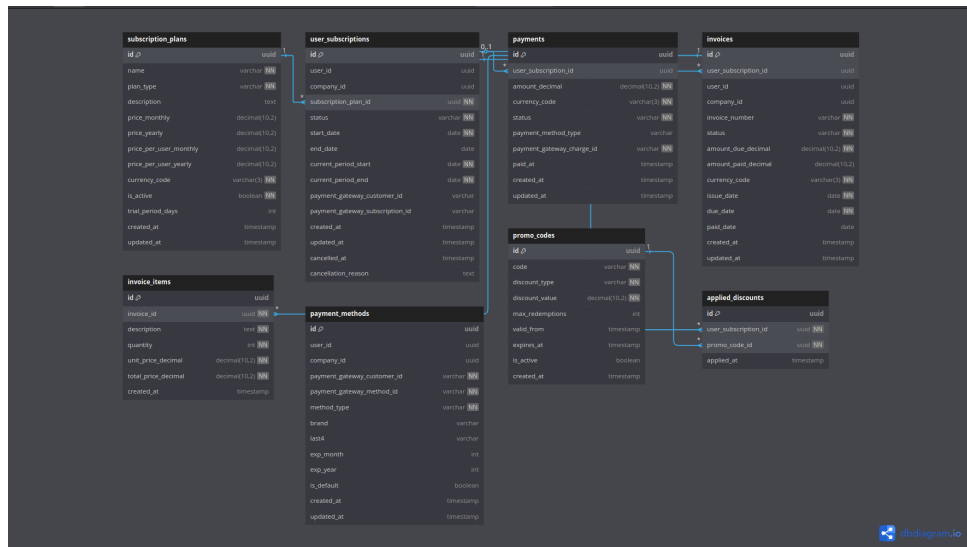 subscription_plans
id uuid
name varchar NN
plan_type varchar NN
description text
price_monthly decimal(10,2)
price_yearly decimal(10,2)
price_per_user_monthly decimal(10,2)
price_per_user_yearly decimal(10,2)
currency_code varchar(3) NN
is_active boolean NN
trial_period_days int
created_at timestamp
updated_at timestamp
1
*
user_subscriptions
id uuid
user_id uuid
company_id uuid
subscription_plan_id uuid NN
status varchar NN
start_date date NN
end_date date
current_period_start date NN
current_period_end date NN
payment_gateway_customer_id varchar
payment_gateway_subscription_id varchar
created_at timestamp
updated_at timestamp
cancelled_at timestamp
cancellation_reason text
0..1
*
payments
id uuid
user_subscription_id uuid
amount_decimal decimal(10,2) NN
currency_code varchar(3) NN
status varchar NN
payment_method_type varchar
payment_gateway_charge_id varchar NN
paid_at timestamp
created_at timestamp
updated_at timestamp
1
*
invoices
id uuid
user_subscription_id uuid
user_id uuid
company_id uuid
invoice_number varchar NN
status varchar NN
amount_due_decimal decimal(10,2) NN
amount_paid_decimal decimal(10,2)
currency_code varchar(3) NN
issue_date date NN
due_date date NN
paid_date date
created_at timestamp
updated_at timestamp
invoice_items
id uuid
invoice_id uuid NN
description text NN
quantity int NN
unit_price_decimal decimal(10,2) NN
total_price_decimal decimal(10,2) NN
created_at timestamp
*
payment_methods
id uuid
user_id uuid
company_id uuid
payment_gateway_customer_id varchar NN
payment_gateway_method_id varchar NN
method_type varchar NN
brand varchar
last4 varchar
exp_month int
exp_year int
is_default boolean
created_at timestamp
updated_at timestamp
promo_codes
id uuid
code varchar NN
discount_type varchar NN
discount_value decimal(10,2) NN
max_redemptions int
valid_from timestamp
expires_at timestamp
is_active boolean
created_at timestamp
1
*
*
applied_discounts
id uuid
user_subscription_id uuid NN
promo_code_id uuid NN
applied_at timestamp
dbdiagram.io